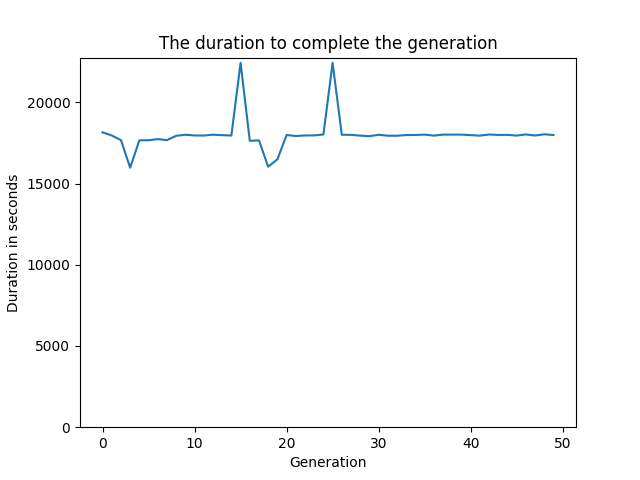 The duration to complete the generation
20000
15000
10000
5000
0
Duration in seconds
0 10 20 30 40 50
Generation